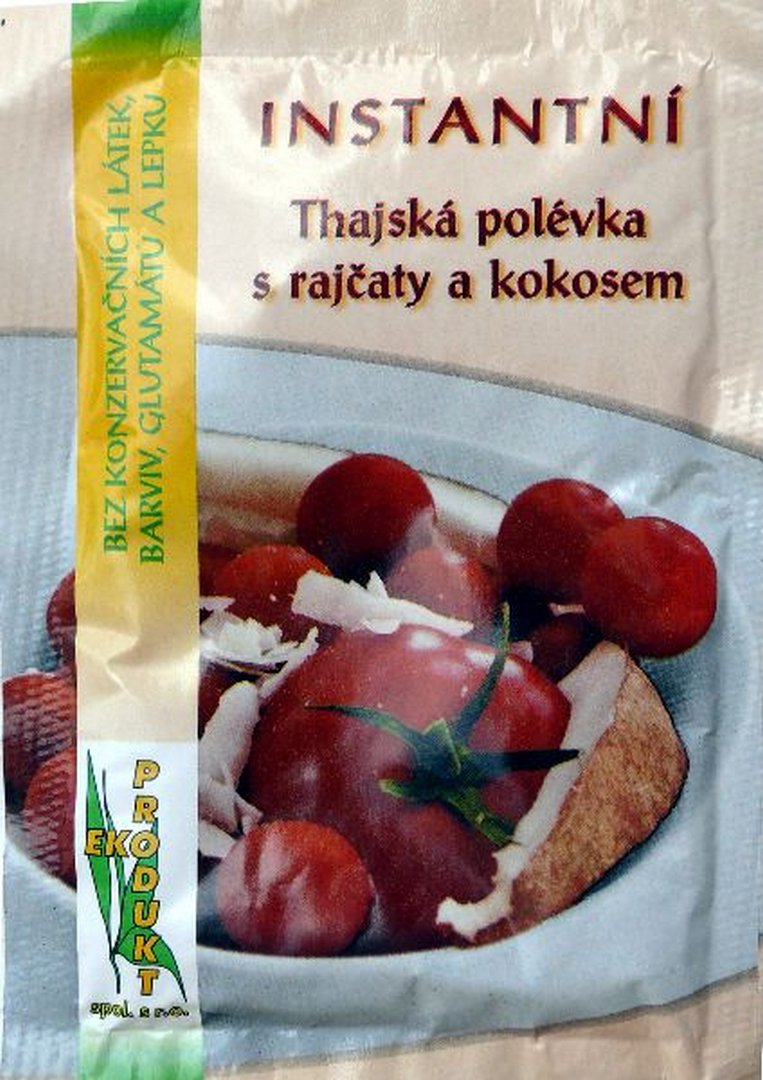 INSTANTNÍ
Thajská polévka
s rajčaty a kokosem
BEZ KONZERVAČNÍCH LÁTEK,
BARVIV, GLUTAMÁTU A LEPKU
EKO
PRODUKT
spol. s r.o.